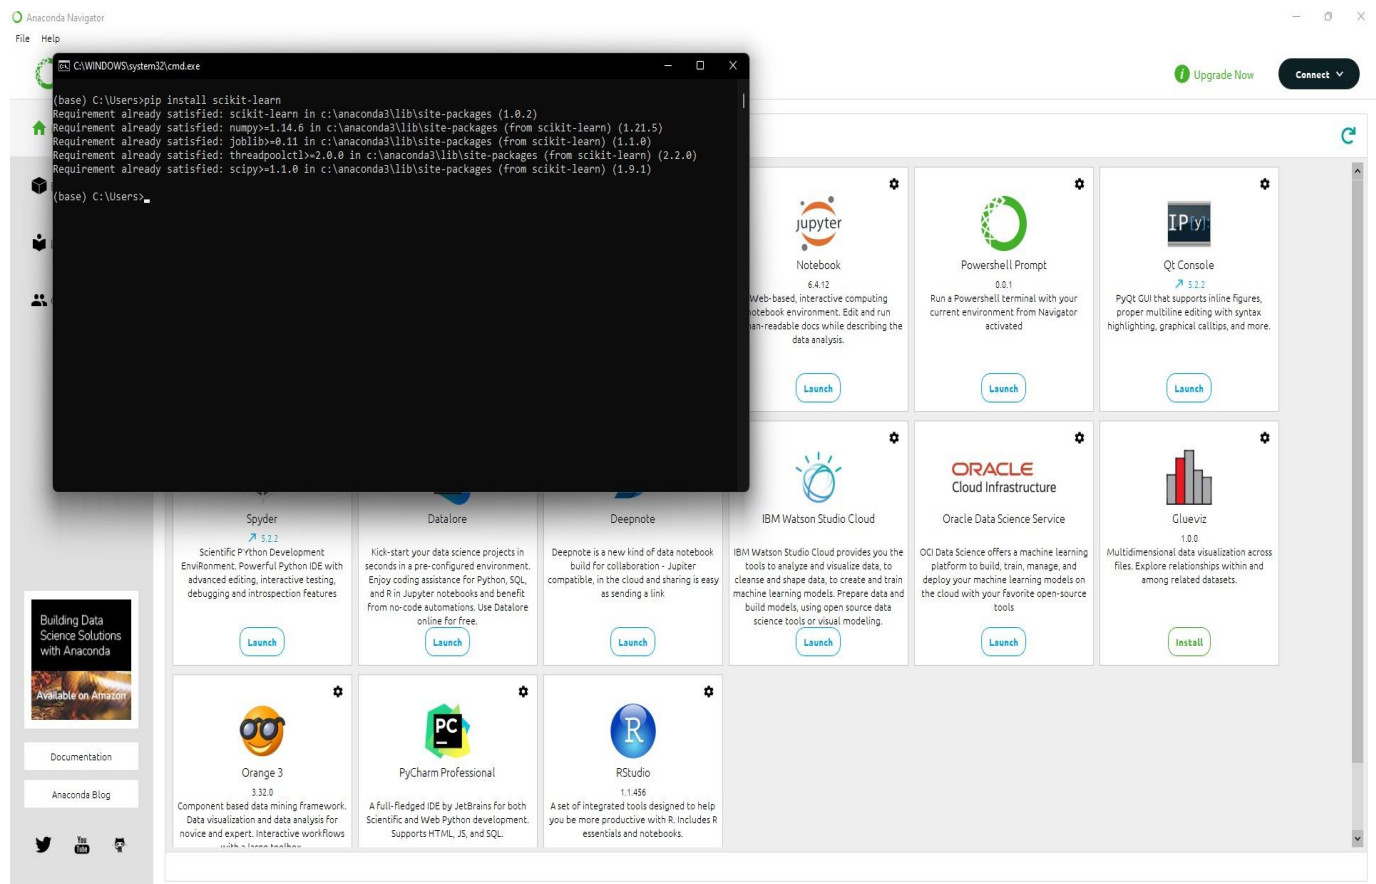 Anaconda Navigator
File Help
C:\WINDOWS\system32\cmd.exe
(base) C:\Users>pip install scikit-learn
Requirement already satisfied: scikit-learn in c:\anaconda3\lib\site-packages (1.0.2)
Requirement already satisfied: numpy>=1.14.6 in c:\anaconda3\lib\site-packages (from scikit-learn) (1.21.5)
Requirement already satisfied: joblib>=0.11 in c:\anaconda3\lib\site-packages (from scikit-learn) (1.1.0)
Requirement already satisfied: threadpoolctl>=2.0.0 in c:\anaconda3\lib\site-packages (from scikit-learn) (2.2.0)
Requirement already satisfied: scipy>=1.1.0 in c:\anaconda3\lib\site-packages (from scikit-learn) (1.9.1)
(base) C:\Users>
Upgrade Now
Connect
jupyter
Notebook
6.4.12
Web-based, interactive computing
notebook environment. Edit and run
an-readable docs while describing the
data analysis.
Launch
Powershell Prompt
0.0.1
Run a Powershell terminal with your
current environment from Navigator
activated
Launch
IP[y]:
Qt Console
5.2.2
PyQt GUI that supports inline figures,
proper multiline editing with syntax
highlighting, graphical calltips, and more.
Launch
Spyder
5.2.2
Scientific Python Development
EnviRonment. Powerful Python IDE with
advanced editing, interactive testing,
debugging and introspection features
Launch
Datalore
Kick-start your data science projects in
seconds in a pre-configured environment.
Enjoy coding assistance for Python, SQL,
and R in Jupyter notebooks and benefit
from no-code automations. Use Datalore
online for free.
Launch
Deepnote
Deepnote is a new kind of data notebook
build for collaboration - Jupiter
compatible, in the cloud and sharing is easy
as sending a link
Launch
IBM Watson Studio Cloud
IBM Watson Studio Cloud provides you the
tools to analyze and visualize data, to
cleanse and shape data, to create and train
machine learning models. Prepare data and
build models, using open source data
science tools or visual modeling.
Launch
ORACLE
Cloud Infrastructure
Oracle Data Science Service
OCI Data Science offers a machine learning
platform to build, train, manage, and
deploy your machine learning models on
the cloud with your favorite open-source
tools
Launch
Glueviz
1.0.0
Multidimensional data visualization across
files. Explore relationships within and
among related datasets.
Install
Building Data
Science Solutions
with Anaconda
Available on Amazon
Documentation
Anaconda Blog
You
Tube
Orange 3
3.32.0
Component based data mining framework.
Data visualization and data analysis for
novice and expert. Interactive workflows
with a large toolbox.
PC
PyCharm Professional
A full-fledged IDE by JetBrains for both
Scientific and Web Python development.
Supports HTML, JS, and SQL.
R
RStudio
1.1.456
A set of integrated tools designed to help
you be more productive with R. Includes R
essentials and notebooks.